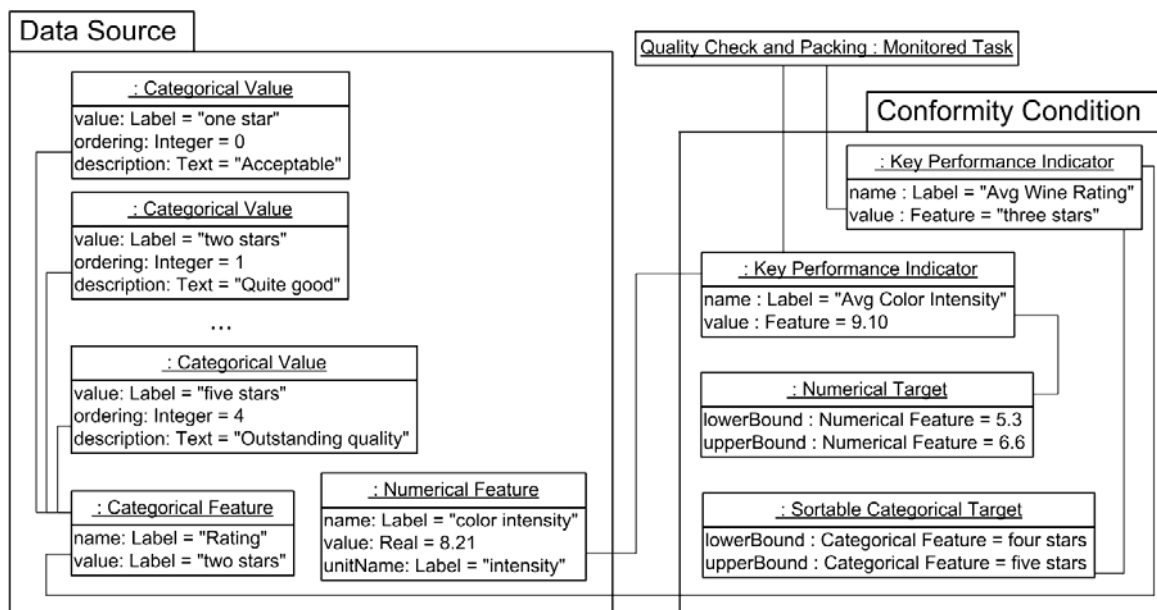 Data Source
: Categorical Value
value: Label = "one star"
ordering: Integer = 0
description: Text = "Acceptable"
: Categorical Value
value: Label = "two stars"
ordering: Integer = 1
description: Text = "Quite good"
...
: Categorical Value
value: Label = "five stars"
ordering: Integer = 4
description: Text = "Outstanding quality"
: Categorical Feature
name: Label = "Rating"
value: Label = "two stars"
: Numerical Feature
name: Label = "color intensity"
value: Real = 8.21
unitName: Label = "intensity"
Quality Check and Packing : Monitored Task
Conformity Condition
: Key Performance Indicator
name : Label = "Avg Wine Rating"
value : Feature = "three stars"
: Key Performance Indicator
name : Label = "Avg Color Intensity"
value : Feature = 9.10
: Numerical Target
lowerBound : Numerical Feature = 5.3
upperBound : Numerical Feature = 6.6
: Sortable Categorical Target
lowerBound : Categorical Feature = four stars
upperBound : Categorical Feature = five stars